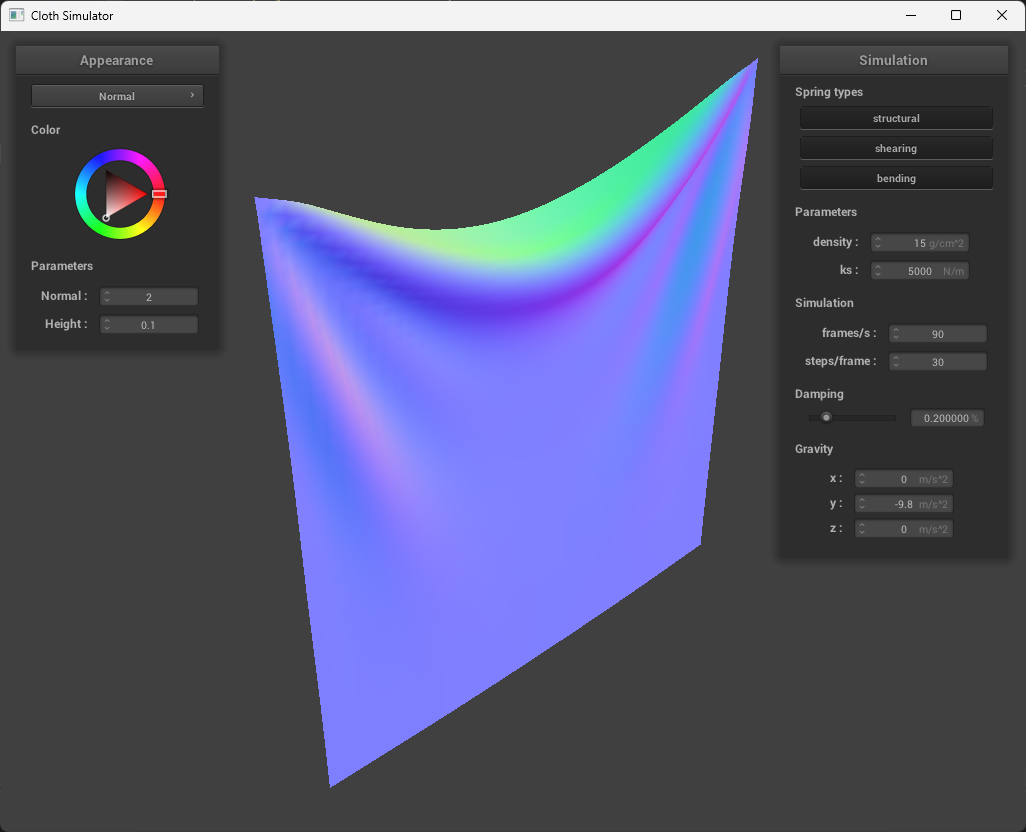 Cloth Simulator
Appearance
Normal
Color
Parameters
Normal : 2
Height : 0.1
Simulation
Spring types
structural
shearing
bending
Parameters
density : 15 g/cm^2
ks : 5000 N/m
Simulation
frames/s : 90
steps/frame : 30
Damping
0.200000 %
Gravity
x : 0 m/s^2
y : -9.8 m/s^2
z : 0 m/s^2